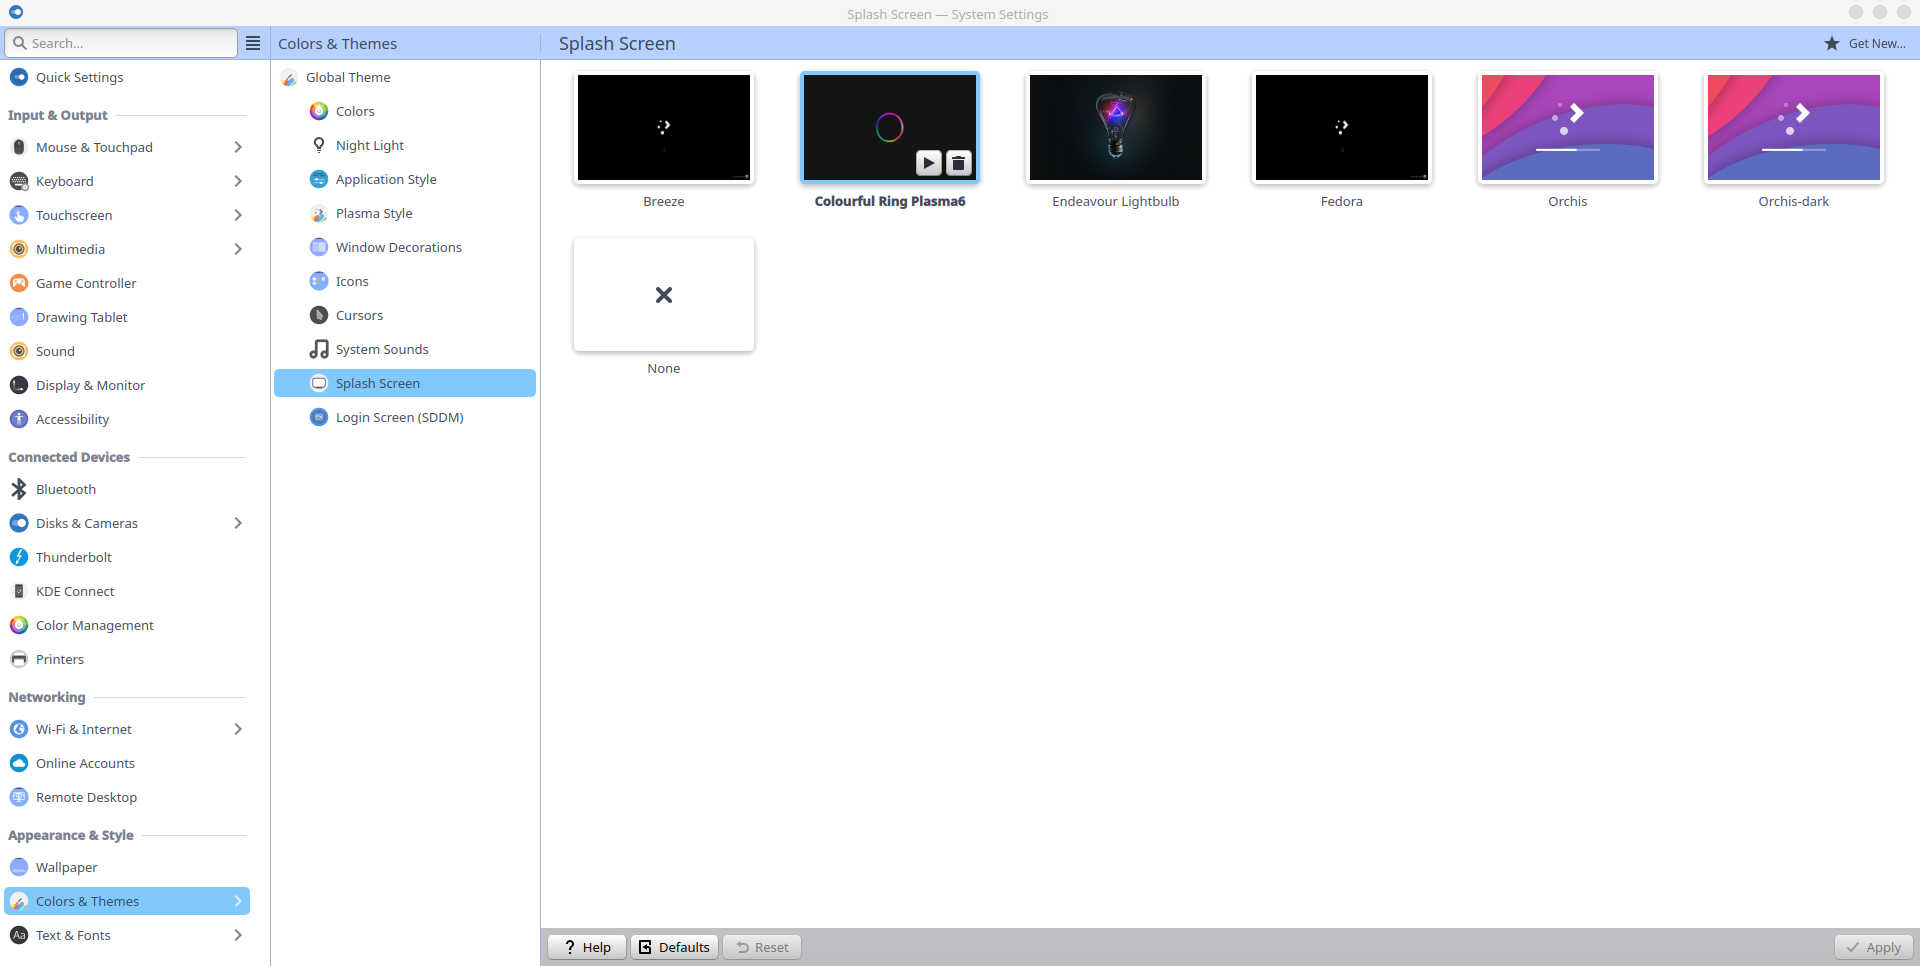 Splash Screen — System Settings
Search...
Colors & Themes
Splash Screen
Get New...
Quick Settings
Input & Output
Mouse & Touchpad
Keyboard
Touchscreen
Multimedia
Game Controller
Drawing Tablet
Sound
Display & Monitor
Accessibility
Connected Devices
Bluetooth
Disks & Cameras
Thunderbolt
KDE Connect
Color Management
Printers
Networking
Wi-Fi & Internet
Online Accounts
Remote Desktop
Appearance & Style
Wallpaper
Colors & Themes
Text & Fonts
Global Theme
Colors
Night Light
Application Style
Plasma Style
Window Decorations
Icons
Cursors
System Sounds
Splash Screen
Login Screen (SDDM)
Breeze
Colourful Ring Plasma6
Endeavour Lightbulb
Fedora
Orchis
Orchis-dark
None
Help
Defaults
Reset
Apply